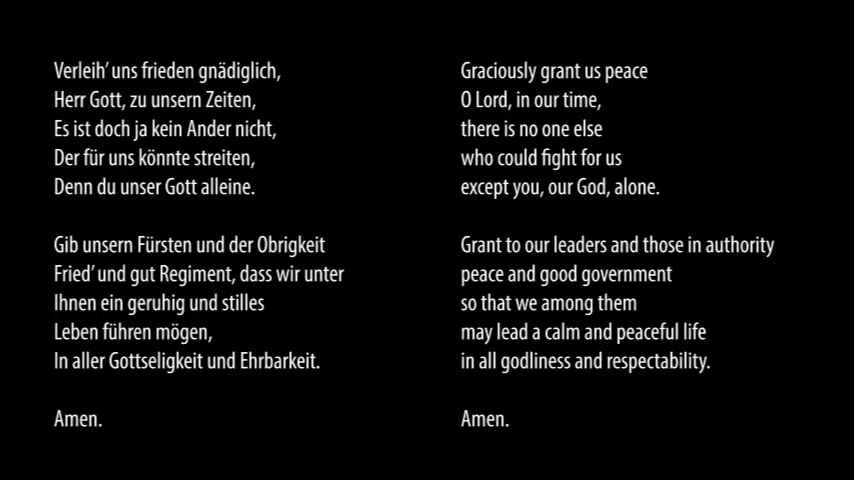 Verleih’ uns frieden gnädiglich,
Herr Gott, zu unsern Zeiten,
Es ist doch ja kein Ander nicht,
Der für uns könnte streiten,
Denn du unser Gott alleine.
Gib unsern Fürsten und der Obrigkeit
Fried’ und gut Regiment, dass wir unter
Ihnen ein geruhig und stilles
Leben führen mögen,
In aller Gottseligkeit und Ehrbarkeit.
Amen.
Graciously grant us peace
O Lord, in our time,
there is no one else
who could fight for us
except you, our God, alone.
Grant to our leaders and those in authority
peace and good government
so that we among them
may lead a calm and peaceful life
in all godliness and respectability.
Amen.